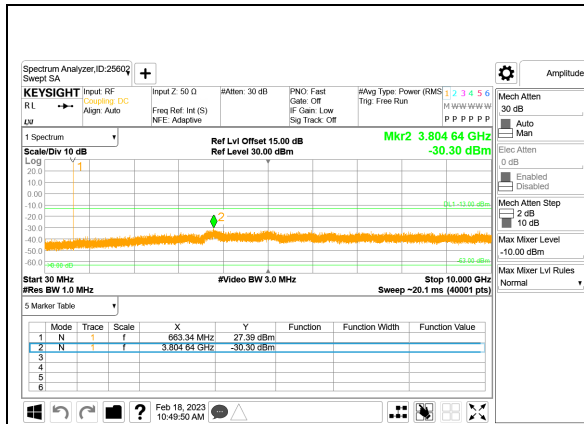 Spectrum Analyzer,ID:25602
Swept SA
Amplitude
KEYSIGHT
RL
Input: RF
Coupling: DC
Align: Auto
Input Z: 50 Ω
Freq Ref: Int (S)
NFE: Adaptive
#Atten: 30 dB
PNO: Fast
Gate: Off
IF Gain: Low
Sig Track: Off
#Avg Type: Power (RMS
Trig: Free Run
1 2 3 4 5 6
M W W W W W
P P P P P P
1 Spectrum
Scale/Div 10 dB
Ref Lvl Offset 15.00 dB
Ref Level 30.00 dBm
Mkr2 3.804 64 GHz
-30.30 dBm
Log
20.0
10.0
0.00
-10.0
-20.0
-30.0
-40.0
-50.0
-60.0
1
2
DL1 -13.00 dBm
Start 30 MHz
#Res BW 1.0 MHz
#Video BW 3.0 MHz
Stop 10.000 GHz
Sweep ~20.1 ms (40001 pts)
5 Marker Table
Mode Trace Scale X Y Function Function Width Function Value
1 N 1 f 663.34 MHz 27.39 dBm
2 N 1 f 3.804 64 GHz -30.30 dBm
3
4
5
6
Feb 18, 2023
10:49:50 AM
Mech Atten
30 dB
Auto
Man
Elec Atten
0 dB
Enabled
Disabled
Mech Atten Step
2 dB
10 dB
Max Mixer Level
-10.00 dBm
Max Mixer Lvl Rules
Normal